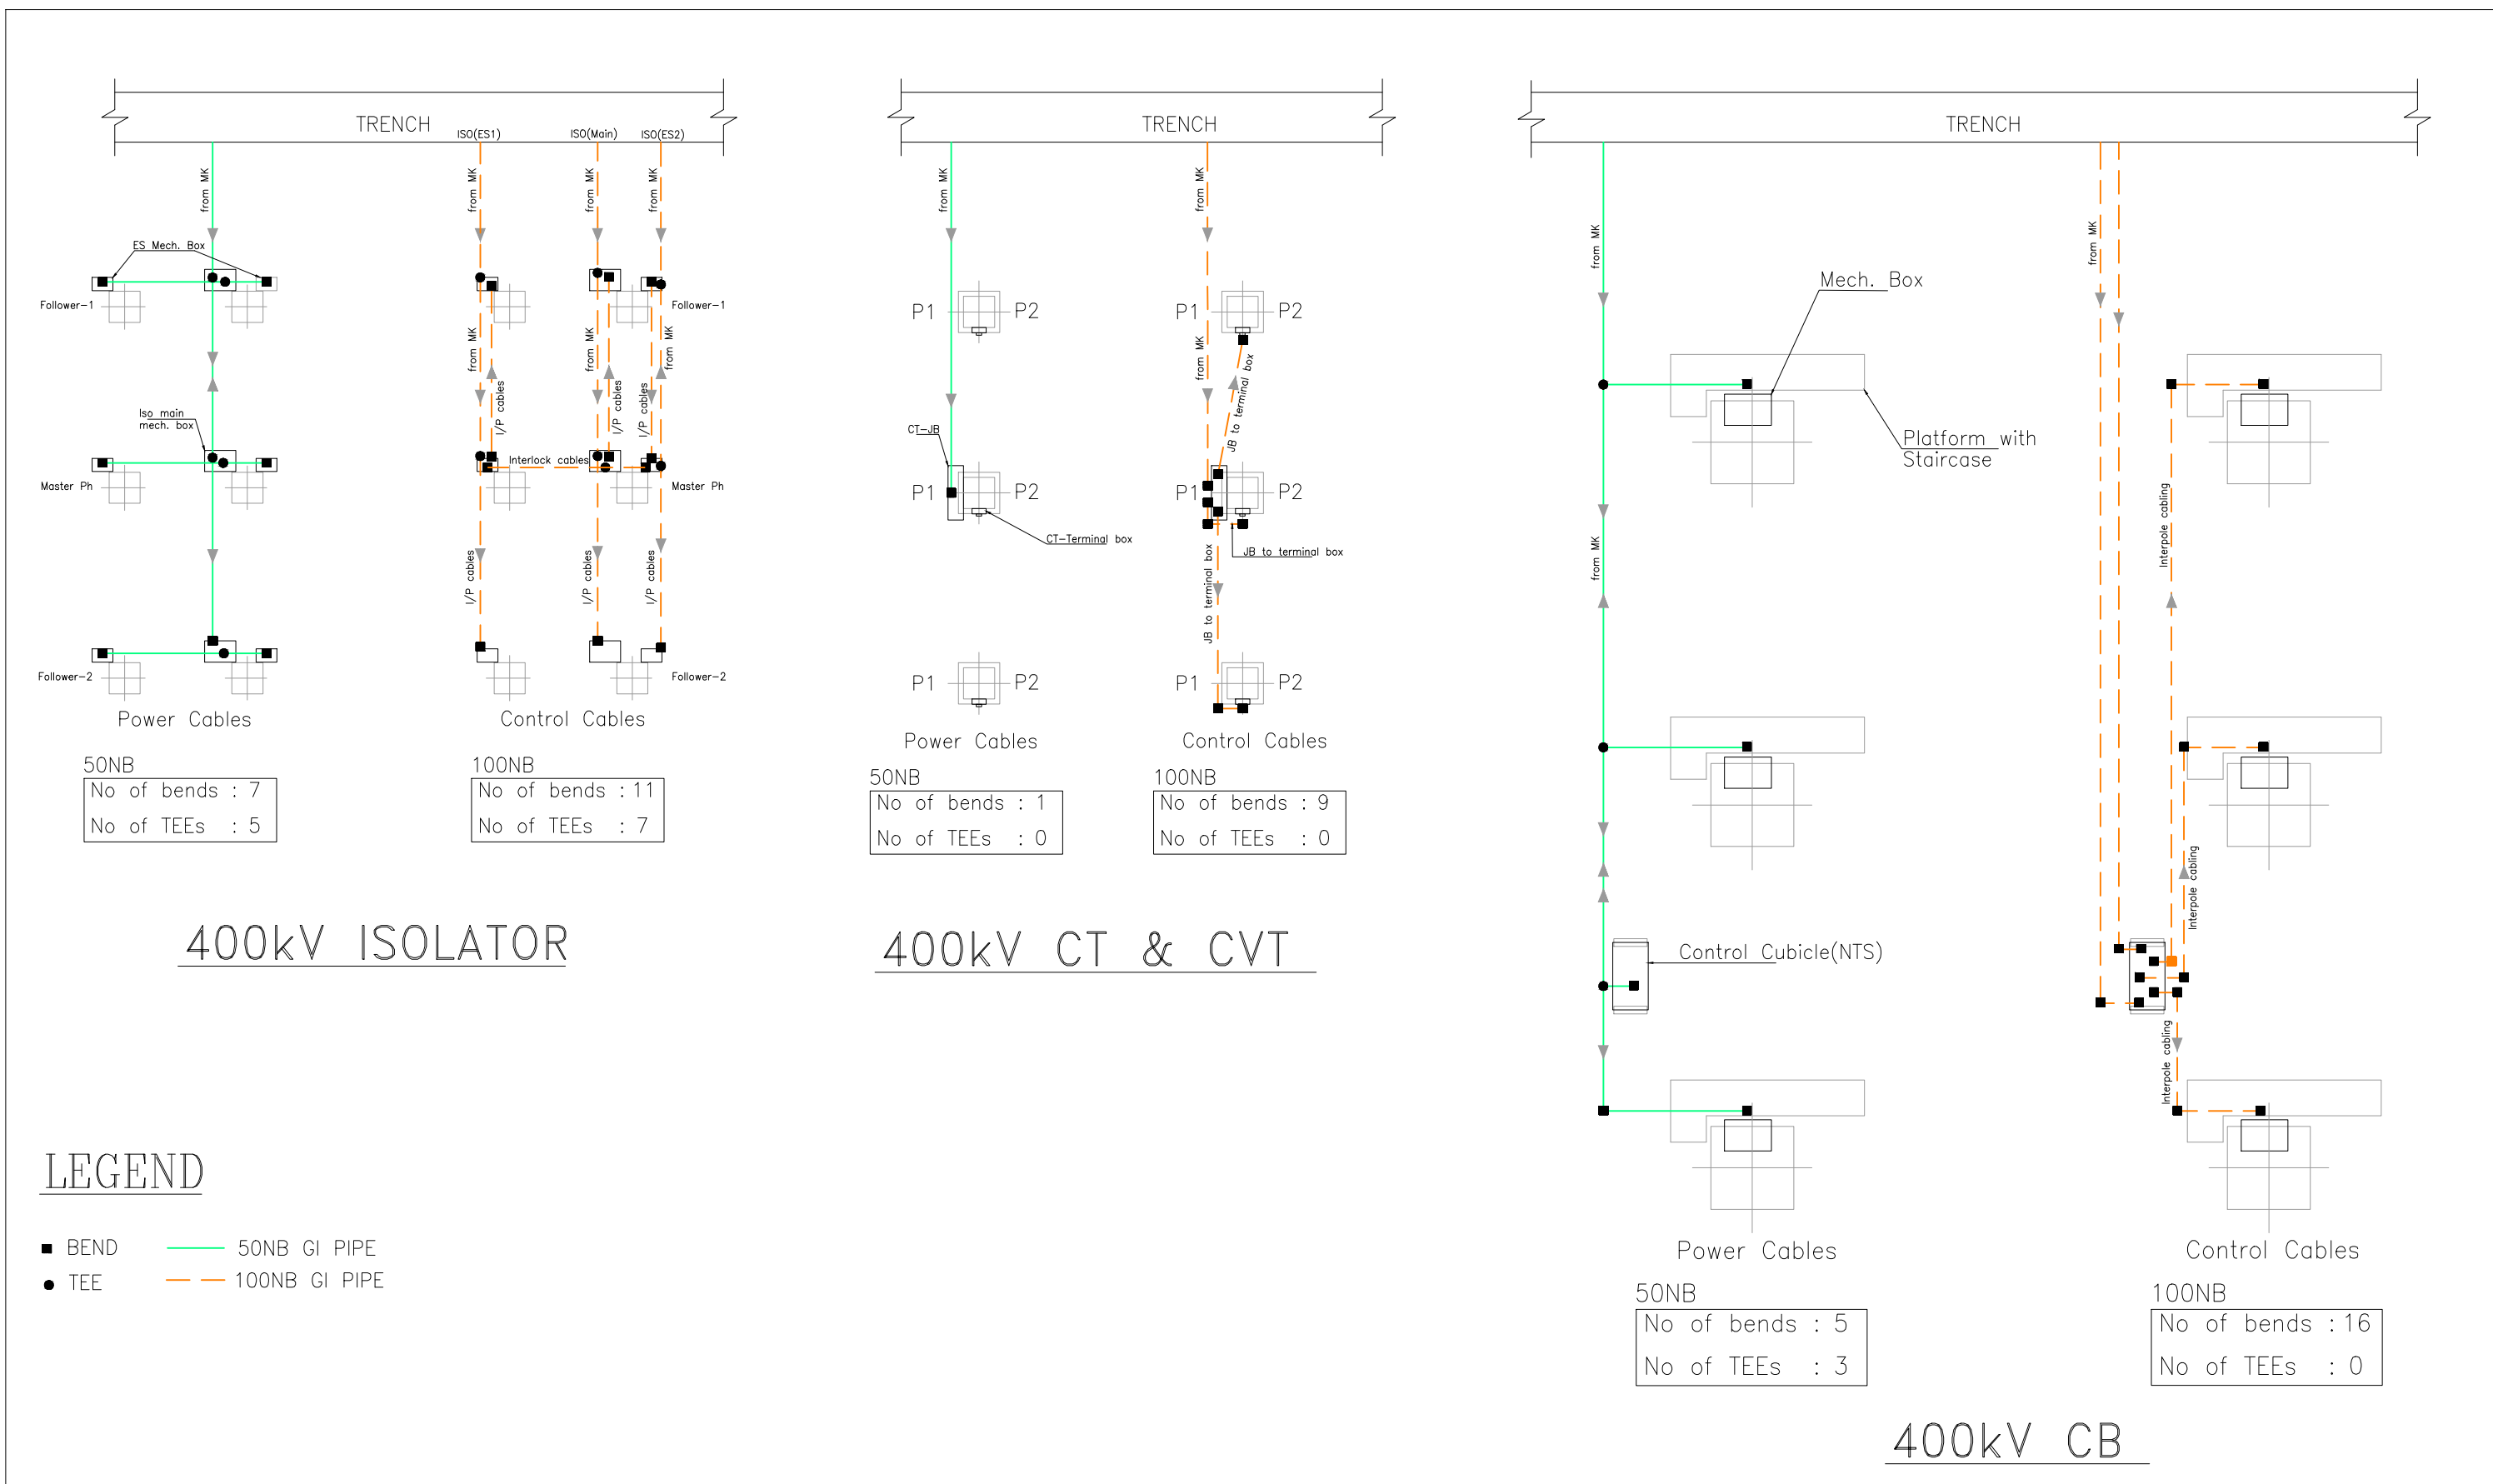 TRENCH
ISO(ES1)
ISO(Main)
ISO(ES2)
from MK
from MK
from MK
from MK
ES Mech. Box
Follower-1
Follower-1
from MK
from MK
from MK
I/P cables
I/P cables
I/P cables
Iso main
mech. box
Interlock cables
Master Ph
Master Ph
I/P cables
I/P cables
I/P cables
Follower-2
Follower-2
Power Cables
Control Cables
50NB
No of bends : 7
No of TEEs : 5
100NB
No of bends : 11
No of TEEs : 7
400kV ISOLATOR
TRENCH
from MK
from MK
P1
P2
P1
P2
from MK
JB to terminal box
CT-JB
P1
P2
P1
P2
CT-Terminal box
JB to terminal box
JB to terminal box
P1
P2
P1
P2
Power Cables
Control Cables
50NB
No of bends : 1
No of TEEs : 0
100NB
No of bends : 9
No of TEEs : 0
400kV CT & CVT
TRENCH
from MK
from MK
Mech. Box
Platform with
Staircase
from MK
Interpole cabling
Interpole cabling
Control Cubicle(NTS)
Interpole cabling
Power Cables
Control Cables
50NB
No of bends : 5
No of TEEs : 3
100NB
No of bends : 16
No of TEEs : 0
400kV CB
LEGEND
BEND
50NB GI PIPE
TEE
100NB GI PIPE